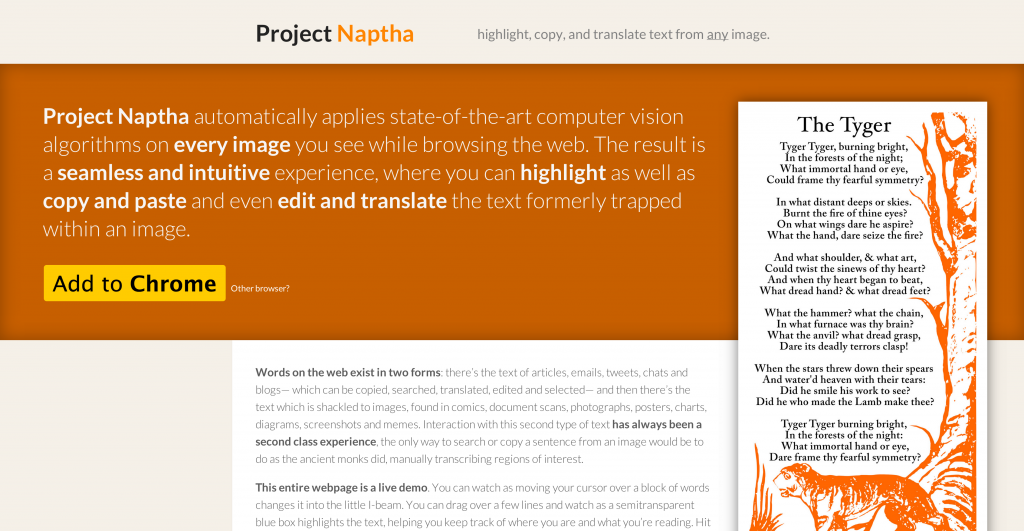 Project Naptha
highlight, copy, and translate text from any image.
Project Naptha automatically applies state-of-the-art computer vision
algorithms on every image you see while browsing the web. The result is
a seamless and intuitive experience, where you can highlight as well as
copy and paste and even edit and translate the text formerly trapped
within an image.
Add to Chrome
Other browser?
The Tyger
Tyger Tyger, burning bright,
In the forests of the night;
What immortal hand or eye,
Could frame thy fearful symmetry?
In what distant deeps or skies.
Burnt the fire of thine eyes?
On what wings dare he aspire?
What the hand, dare seize the fire?
And what shoulder, & what art,
Could twist the sinews of thy heart?
And when thy heart began to beat,
What dread hand? & what dread feet?
What the hammer? what the chain,
In what furnace was thy brain?
What the anvil? what dread grasp,
Dare its deadly terrors clasp!
When the stars threw down their spears
And water'd heaven with their tears:
Did he smile his work to see?
Did he who made the Lamb make thee?
Tyger Tyger burning bright,
In the forests of the night:
What immortal hand or eye,
Dare frame thy fearful symmetry?
Words on the web exist in two forms: there's the text of articles, emails, tweets, chats and
blogs— which can be copied, searched, translated, edited and selected— and then there's the
text which is shackled to images, found in comics, document scans, photographs, posters, charts,
diagrams, screenshots and memes. Interaction with this second type of text has always been a
second class experience, the only way to search or copy a sentence from an image would be to
do as the ancient monks did, manually transcribing regions of interest.
This entire webpage is a live demo. You can watch as moving your cursor over a block of words
changes it into the little I-beam. You can drag over a few lines and watch as a semitransparent
blue box highlights the text, helping you keep track of where you are and what you're reading. Hit